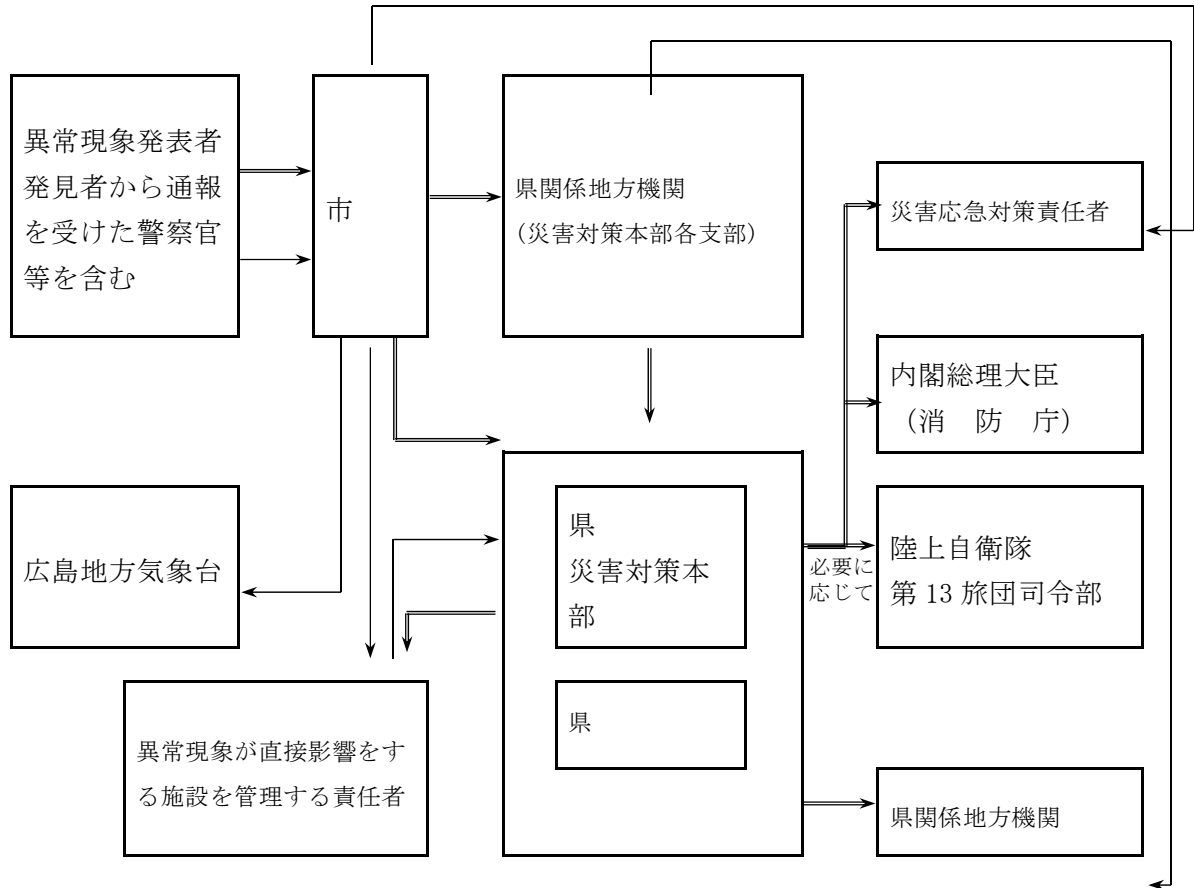 異常現象発表者
発見者から通報
を受けた警察官
等を含む
市
県関係地方機関
(災害対策本部各支部)
災害応急対策責任者
内閣総理大臣
(消 防 庁)
広島地方気象台
県
災害対策本
部
必要に
応じて
陸上自衛隊
第 13 旅団司令部
異常現象が直接影響をす
る施設を管理する責任者
県
県関係地方機関